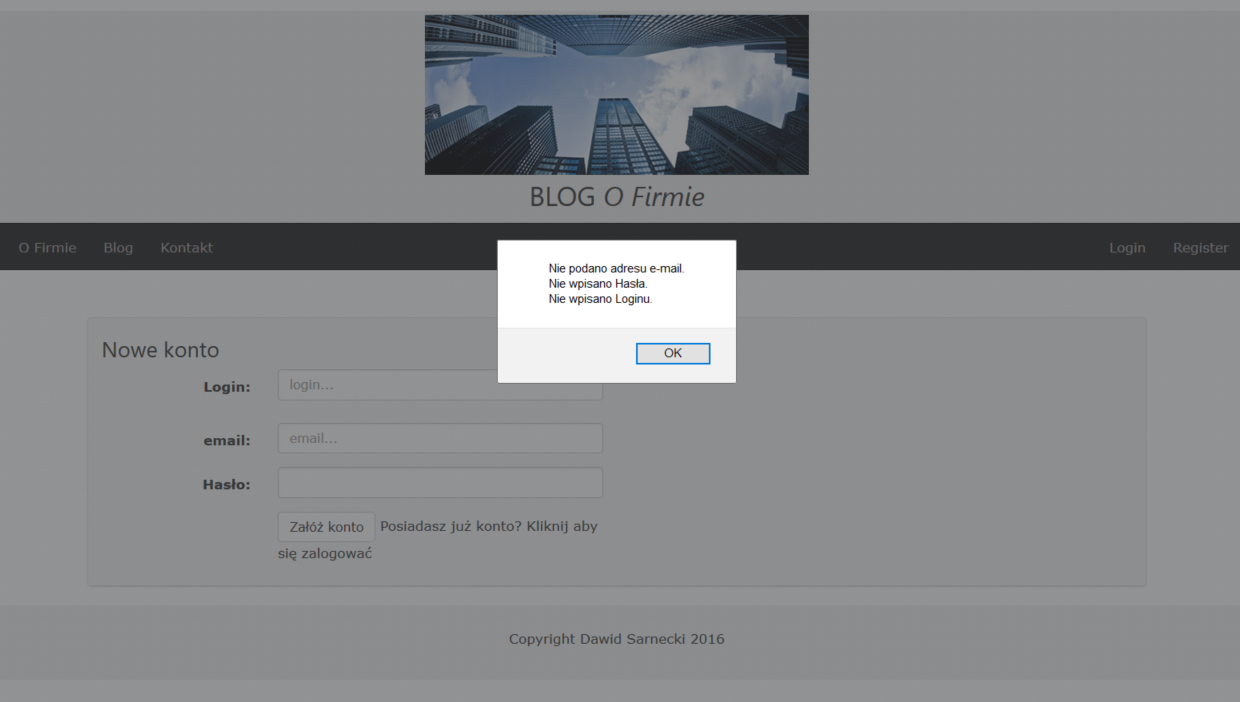 BLOG O Firmie
O Firmie Blog Kontakt Login Register
Nie podano adresu e-mail.
Nie wpisano Hasła.
Nie wpisano Loginu.
OK
Nowe konto
Login: login...
email: email...
Hasło:
Załóż konto Posiadasz już konto? Kliknij aby
się zalogować
Copyright Dawid Sarnecki 2016